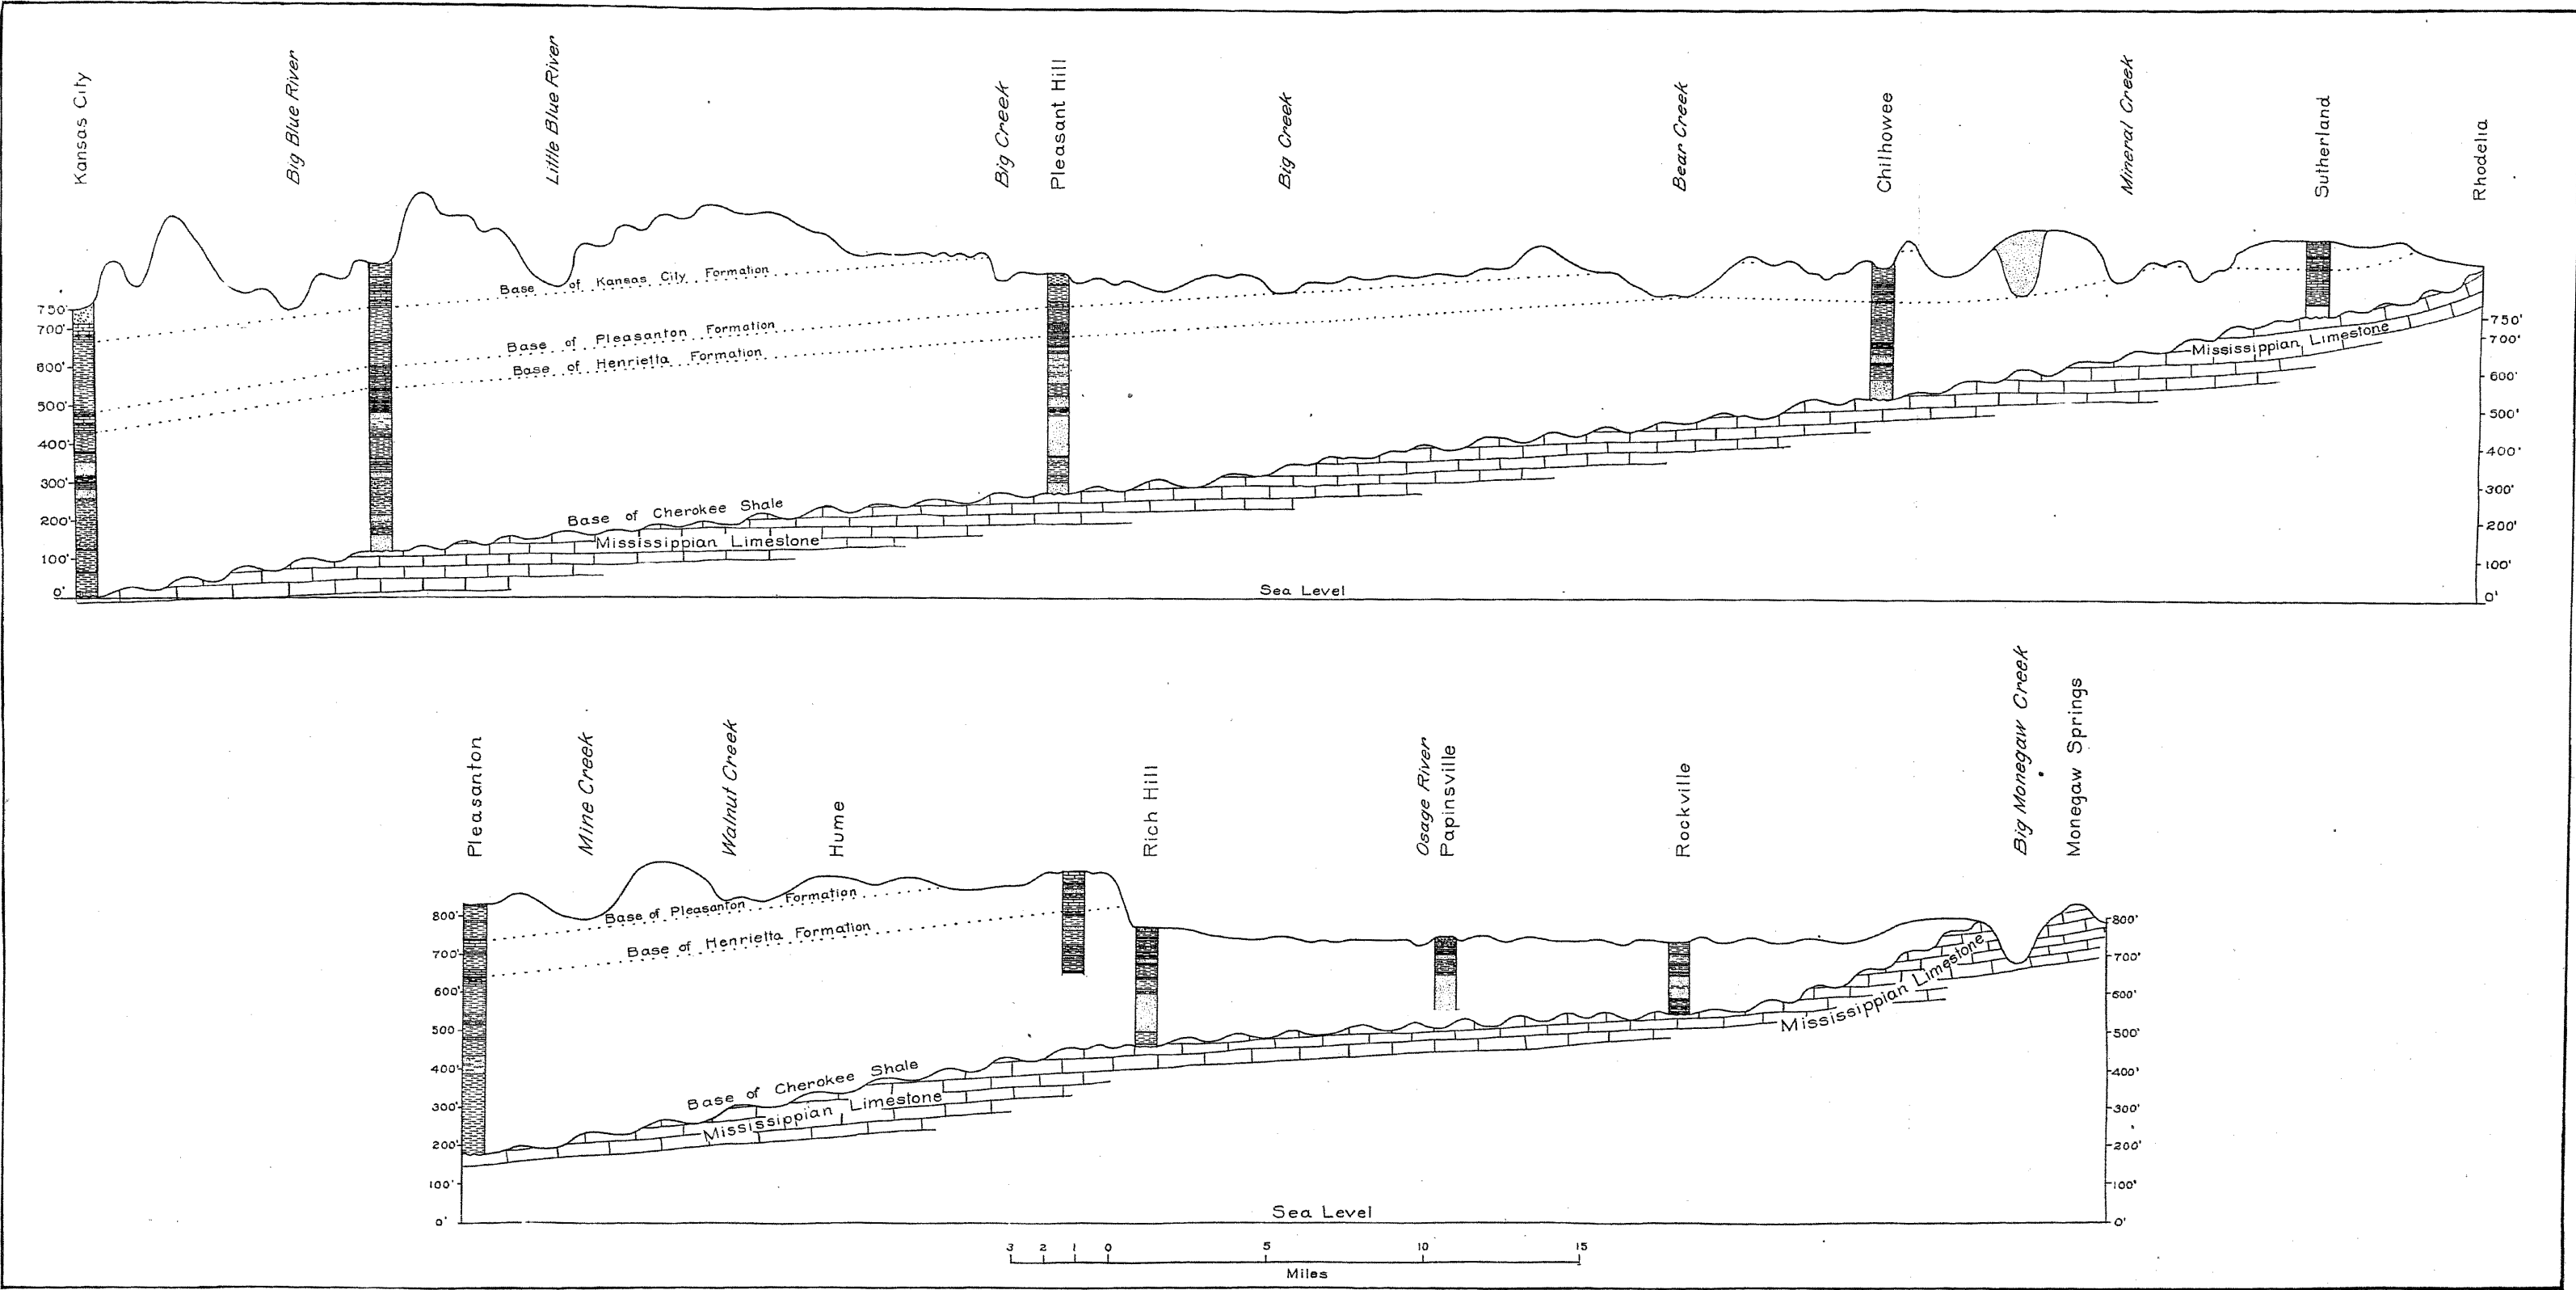 Kansas City
Big Blue River
Little Blue River
Big Creek
Pleasant Hill
Big Creek
Bear Creek
Chilhowee
Mineral Creek
Sutherland
Rhodelia
Base of Kansas City Formation
Base of Pleasanton Formation
Base of Henrietta Formation
Base of Cherokee Shale
Mississippian Limestone
Mississippian Limestone
750'
700'
600'
500'
400'
300'
200'
100'
0'
750'
700'
600'
500'
400'
300'
200'
100'
0'
Sea Level
Pleasanton
Mine Creek
Walnut Creek
Hume
Rich Hill
Osage River
Papinsville
Rockville
Big Monegaw Creek
Monegaw Springs
Base of Pleasanton Formation
Base of Henrietta Formation
Base of Cherokee Shale
Mississippian Limestone
Mississippian Limestone
800'
700'
600'
500'
400'
300'
200'
100'
0'
800'
700'
600'
500'
400'
300'
200'
100'
0'
Sea Level
3 2 1 0 5 10 15
Miles